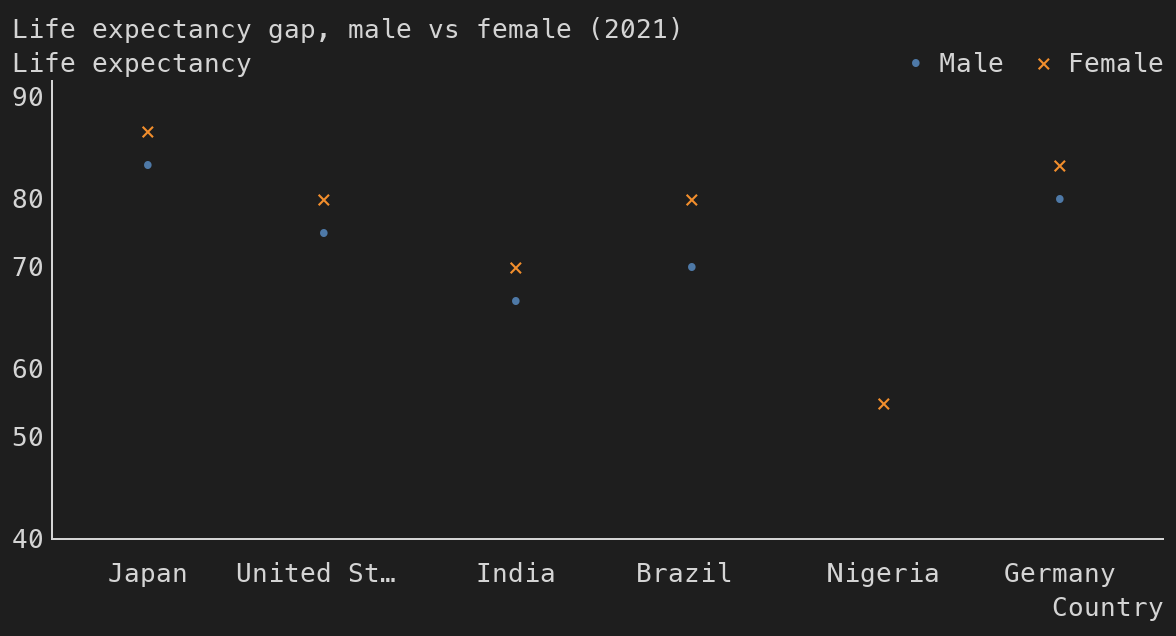 Life expectancy gap, male vs female (2021)
Life expectancy
• Male × Female
90
80
70
60
50
40
Japan United St… India Brazil Nigeria Germany
Country